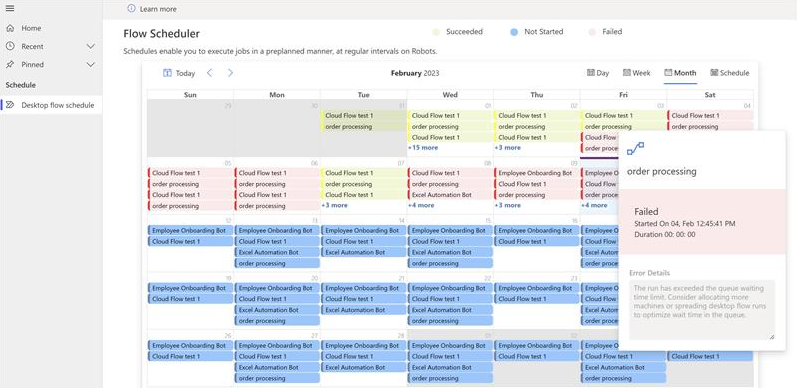 Learn more
Home
Recent
Pinned
Schedule
Desktop flow schedule
Flow Scheduler
Succeeded
Not Started
Failed
Schedules enable you to execute jobs in a preplanned manner, at regular intervals on Robots.
Today
February 2023
Day
Week
Month
Schedule
Sun Mon Tue Wed Thu Fri Sat
29 30 01 02 03 04
Cloud Flow test 1 Cloud Flow test 1 Cloud Flow test 1 Cloud Flow test 1 Cloud Flow test 1
order processing order processing order processing order processing order processing
Cloud Flow test 1 Cloud Flow test 1 Cloud Flow
+15 more +3 more order proce
05 06 07 08 09
Cloud Flow test 1 Cloud Flow test 1 Cloud Flow test 1 Cloud Flow test 1 Employee Onboarding Bot Employee O
order processing order processing order processing order processing Cloud Flow test 1 Cloud Flow
Cloud Flow test 1 Cloud Flow test 1 Cloud Flow test 1 Excel Automation Bot order processing order proce
order processing order processing +3 more +4 more +3 more +4 more
12 13 14 15 16
Employee Onboarding Bot Employee Onboarding Bot Employee Onboarding Bot Employee Onboarding Bot Employee Onboarding Bot Employee O
Cloud Flow test 1 Cloud Flow test 1 Cloud Flow test 1 Cloud Flow test 1 Cloud Flow test 1 Cloud Flow
Excel Automation Bot Excel Automation Bot Excel Automation Bot Excel Autom
order processing order processing order proce
19 20 21 22 23
Employee Onboarding Bot Employee Onboarding Bot Employee Onboarding Bot Employee Onboarding Bot Employee Onboarding Bot Employee O
Cloud Flow test 1 Cloud Flow test 1 Cloud Flow test 1 Cloud Flow test 1 Cloud Flow test 1 Cloud Flow
Excel Automation Bot Excel Automation Bot Excel Automation Bot Excel Autom
order processing order processing order proce
26 27 28 01 02
Employee Onboarding Bot Employee Onboarding Bot Employee Onboarding Bot Employee Onboarding Bot Employee Onboarding Bot Employee O
Cloud Flow test 1 Cloud Flow test 1 Cloud Flow test 1 Cloud Flow test 1 Cloud Flow test 1 Cloud Flow test 1 Cloud Flow test 1
Excel Automation Bot Excel Automation Bot Excel Automation Bot Excel Automation Bot
order processing order processing order processing
order processing
Failed
Started On 04, Feb 12:45:41 PM
Duration 00: 00: 00
Error Details
The run has exceeded the queue waiting
time limit. Consider allocating more
machines or spreading desktop flow runs
to optimize wait time in the queue.